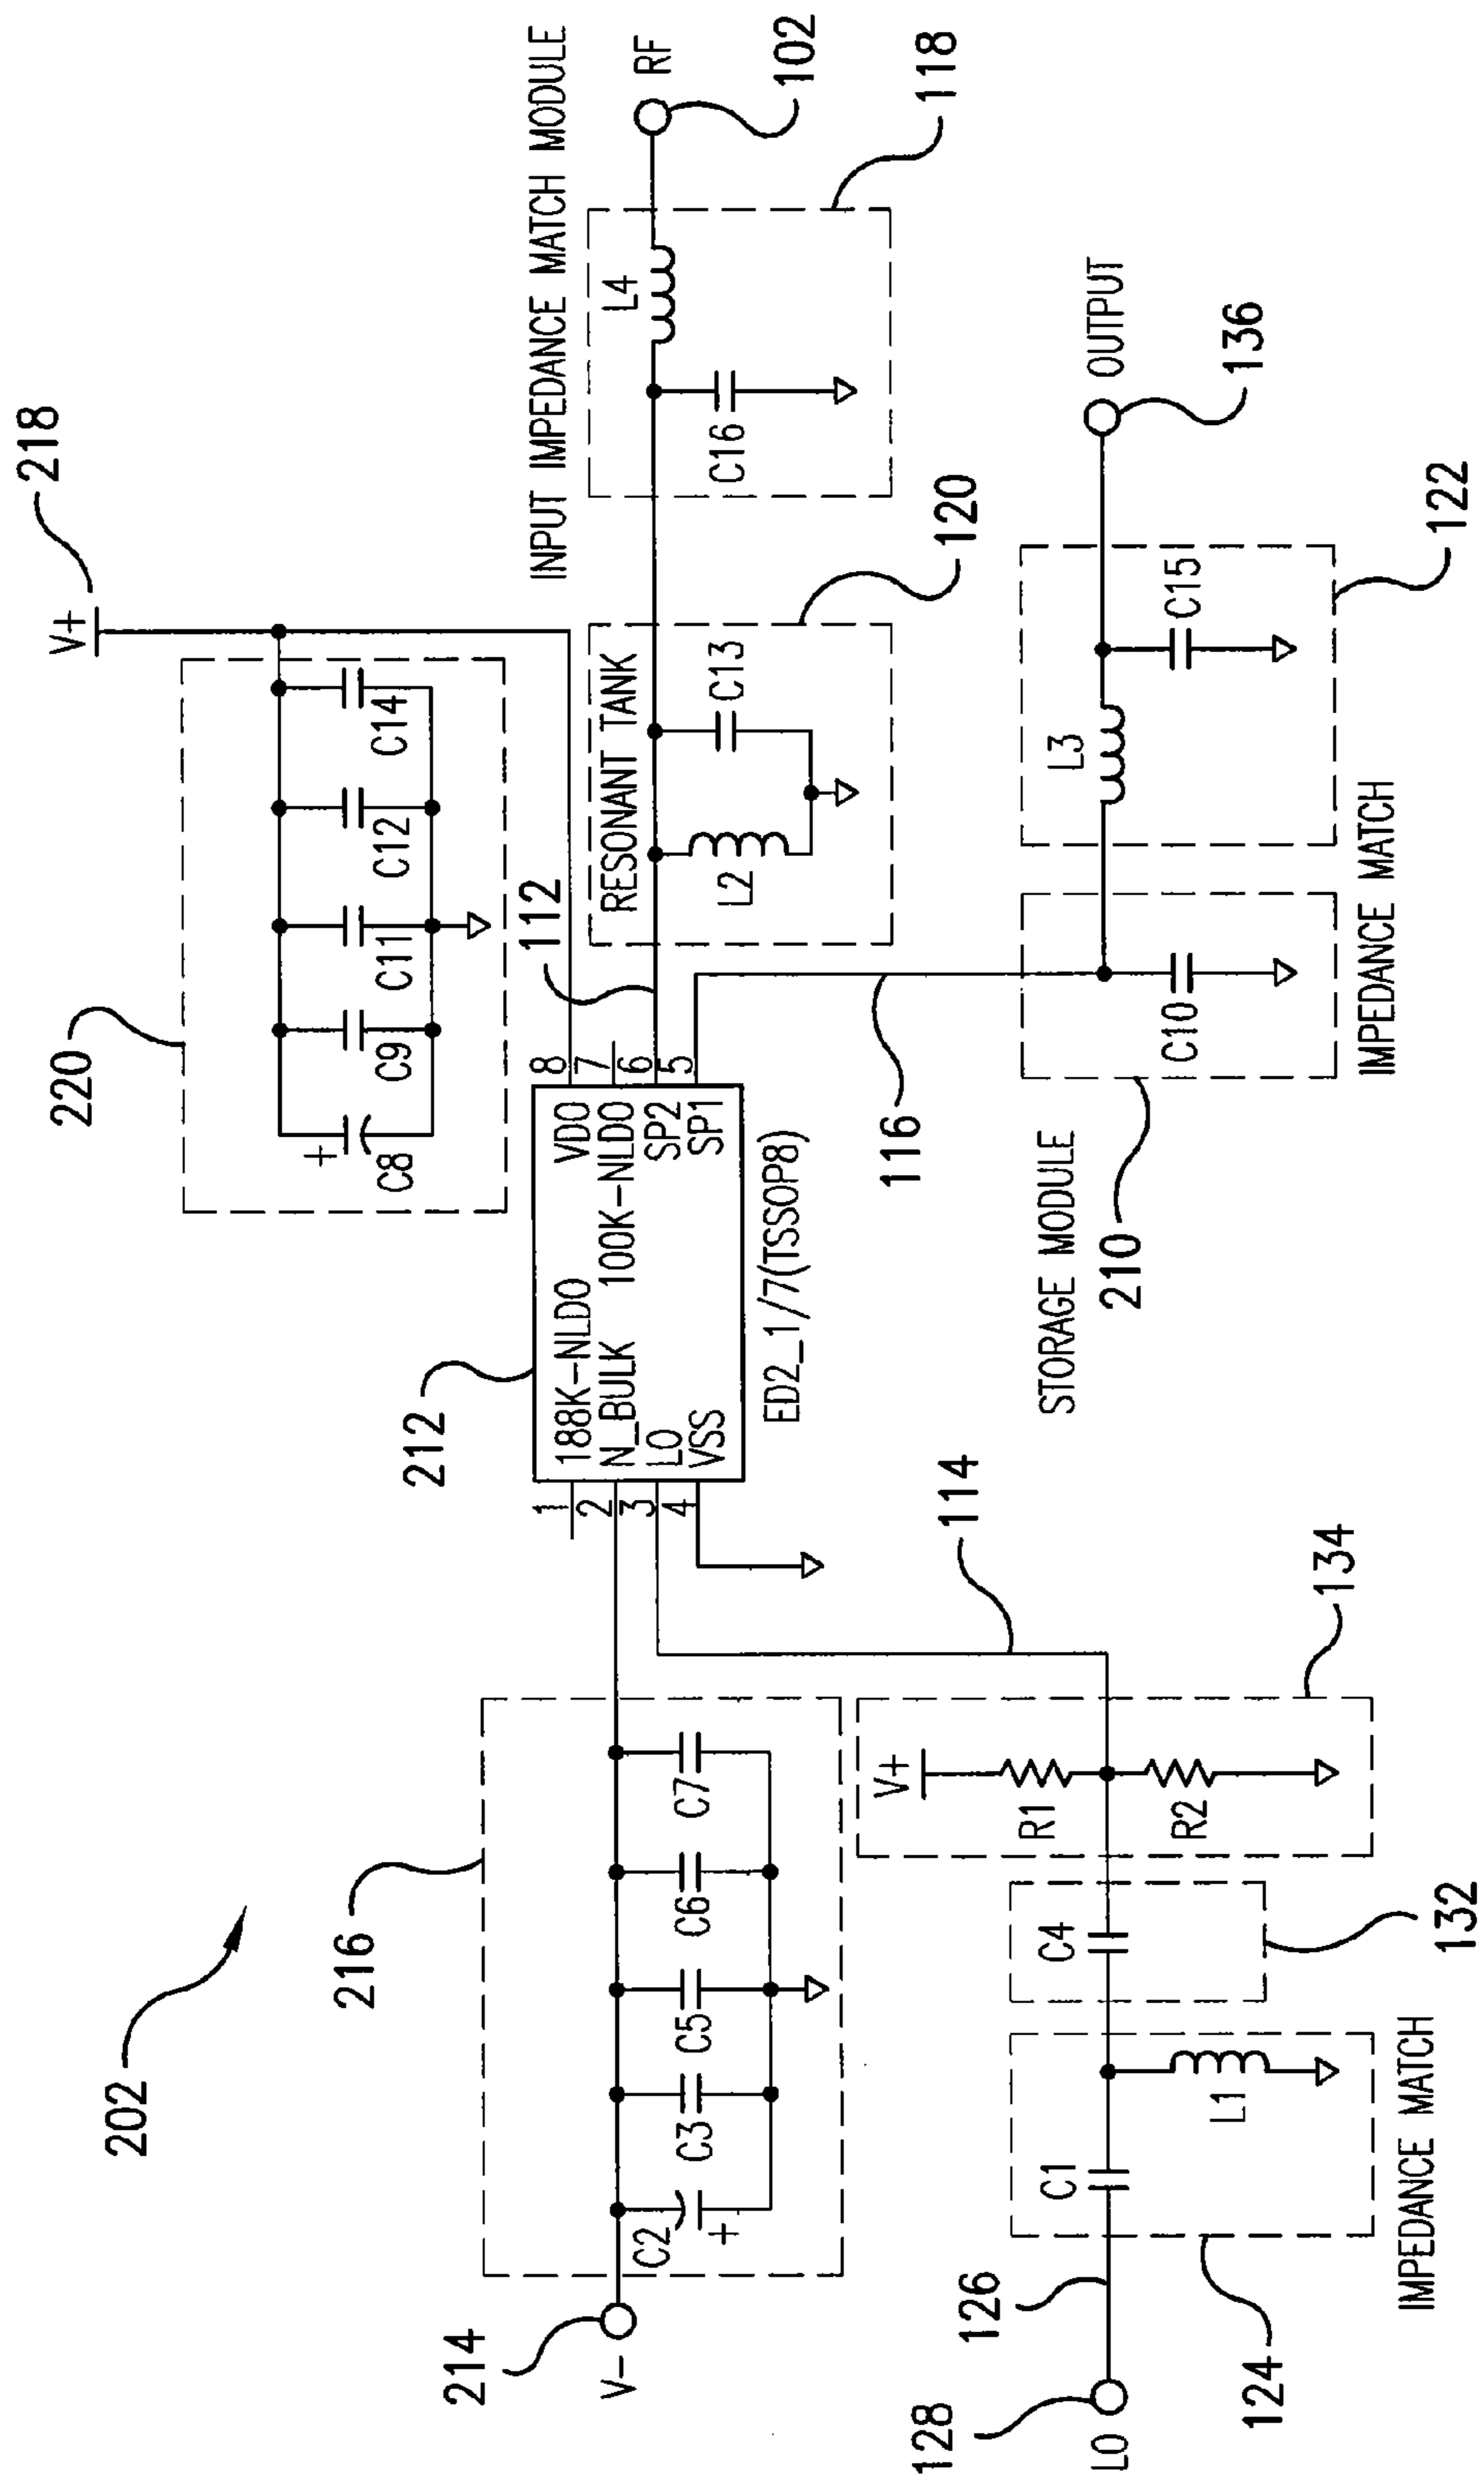 202
218
V+
220
C8
+
C9
C11
C12
C14
INPUT IMPEDANCE MATCH MODULE
RF
102
118
L4
C16
RESONANT TANK
120
L2
C13
112
212
1
2
3
4
188K-NLDO
N_BULK
LO
VSS
VDO
100K-NLDO
SP2
SP1
8
7
6
5
ED2_1/7(TSSOP8)
214
V-
216
C2
+
C3
C5
C6
C7
114
116
V+
R1
R2
134
C4
132
C1
L1
IMPEDANCE MATCH
124
126
128
LO
STORAGE MODULE
210
C10
IMPEDANCE MATCH
L3
C15
122
OUTPUT
136